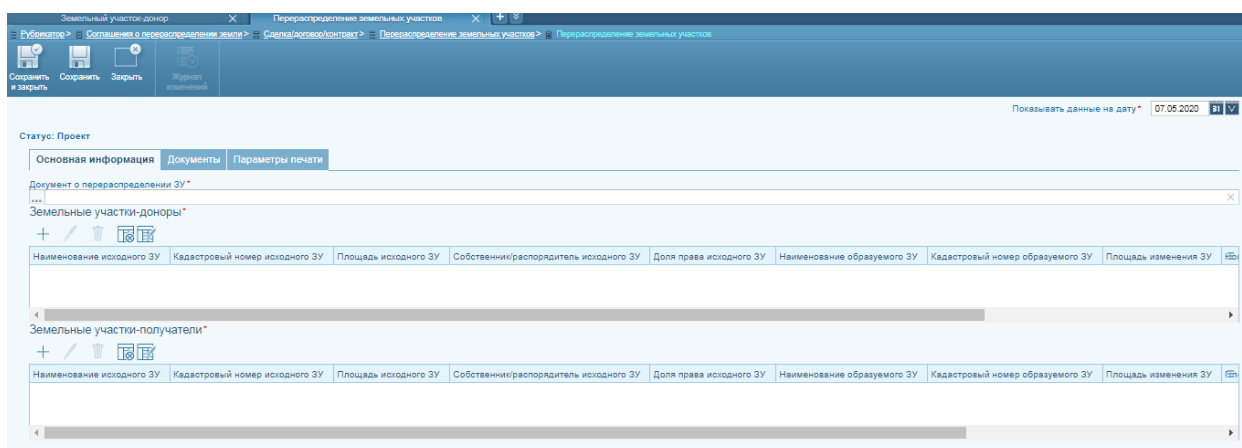 Земельный участок-донор Перераспределение земельных участков
Рубрикатор > Соглашения о перераспределении земли > Сделка/договор/контракт > Перераспределение земельных участков > Перераспределение земельных участков
Сохранить и закрыть Сохранить Закрыть Журнал изменений
Показывать данные на дату* 07.05.2020 31
Статус: Проект
Основная информация Документы Параметры печати
Документ о перераспределении ЗУ*
...
Земельные участки-доноры*
Наименование исходного ЗУ Кадастровый номер исходного ЗУ Площадь исходного ЗУ Собственник/распорядитель исходного ЗУ Доля права исходного ЗУ Наименование образуемого ЗУ Кадастровый номер образуемого ЗУ Площадь изменения ЗУ
Земельные участки-получатели*
Наименование исходного ЗУ Кадастровый номер исходного ЗУ Площадь исходного ЗУ Собственник/распорядитель исходного ЗУ Доля права исходного ЗУ Наименование образуемого ЗУ Кадастровый номер образуемого ЗУ Площадь изменения ЗУ